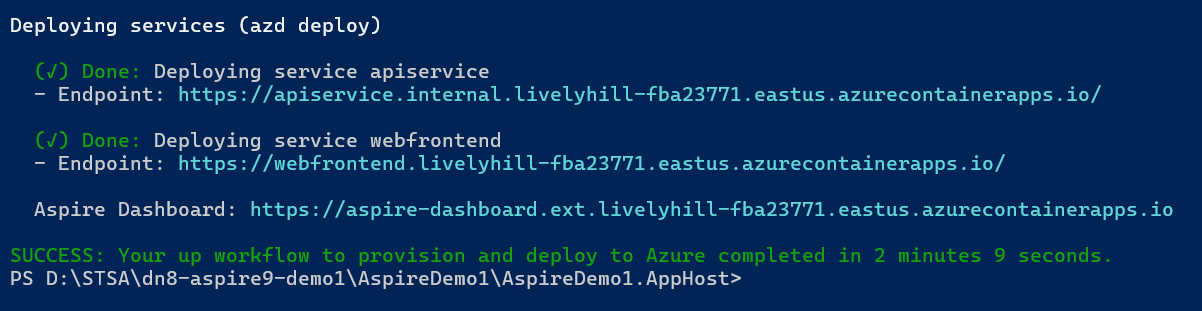 Deploying services (azd deploy)
(✓) Done: Deploying service apiservice
- Endpoint: https://apiservice.internal.livelyhill-fba23771.eastus.azurecontainerapps.io/
(✓) Done: Deploying service webfrontend
- Endpoint: https://webfrontend.livelyhill-fba23771.eastus.azurecontainerapps.io/
Aspire Dashboard: https://aspire-dashboard.ext.livelyhill-fba23771.eastus.azurecontainerapps.io
SUCCESS: Your up workflow to provision and deploy to Azure completed in 2 minutes 9 seconds.
PS D:\STSA\dn8-aspire9-demo1\AspireDemo1\AspireDemo1.AppHost>